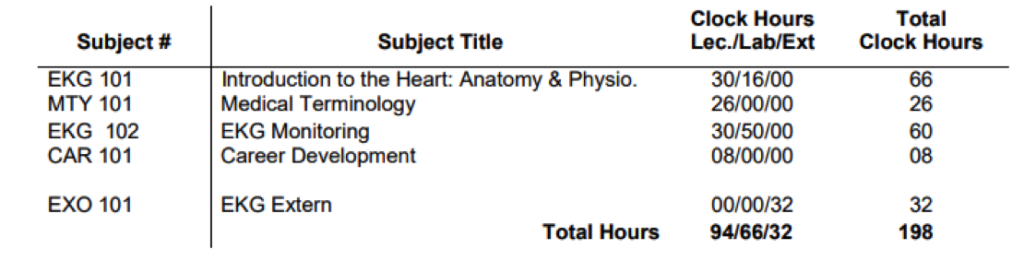 Subject # Subject Title Clock Hours Lec./Lab/Ext Total Clock Hours
EKG 101 Introduction to the Heart: Anatomy & Physio. 30/16/00 66
MTY 101 Medical Terminology 26/00/00 26
EKG 102 EKG Monitoring 30/50/00 60
CAR 101 Career Development 08/00/00 08
EXO 101 EKG Extern 00/00/32 32
Total Hours 94/66/32 198